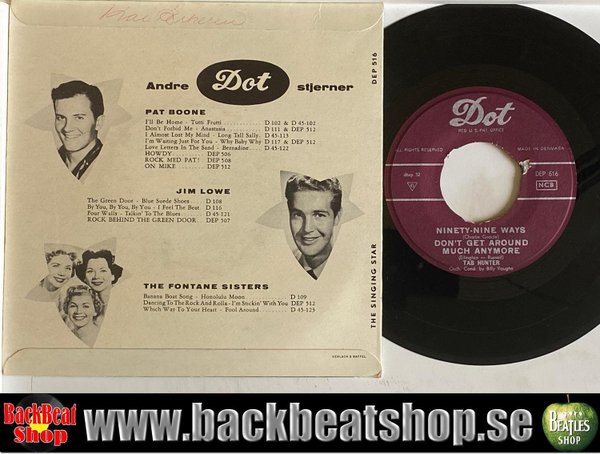 Andre Dot stjerner
PAT BOONE
I'll Be Home - Tutti Frutti ............ D 102 & D 45-102
Don't Forbid Me - Anastasia ........ D 111 & DEP 512
I Almost Lost My Mind - Long Tall Sally. D 45-113
I'm Waiting Just For You - Why Baby Why D 117 & DEP 512
Love Letters In The Sand - Bernadine.. D 45-122
HOWDY .......... DEP 506
ROCK MED PAT! DEP 508
ON MIKE .......... DEP 512
JIM LOWE
The Green Door - Blue Suede Shoes D 108
By You, By You, By You - I Feel The Beat D 116
Four Walls - Talkin' To The Blues ...... D 45-121
ROCK BEHIND THE GREEN DOOR DEP 507
THE FONTANE SISTERS
Banana Boat Song - Honolulu Moon .. D 109
Dancing To The Rock And Rolla - I'm Stickin' With You DEP 512
Which Way To Your Heart - Fool Around ........ D 45-123
DEP 516
THE SINGING STAR
Dot
REG U.S. PAT. OFFICE
ALL RIGHTS RESERVED
MADE IN DENMARK
DEP 616
NCB
NINETY-NINE WAYS
(Charlie Gracie)
DON'T GET AROUND
MUCH ANYMORE
(Ellington — Russell)
TAB HUNTER
Orch. Cond. by Billy Vaughn
BackBeat
Shop
www.backbeatshop.se
BEATLES
SHOP